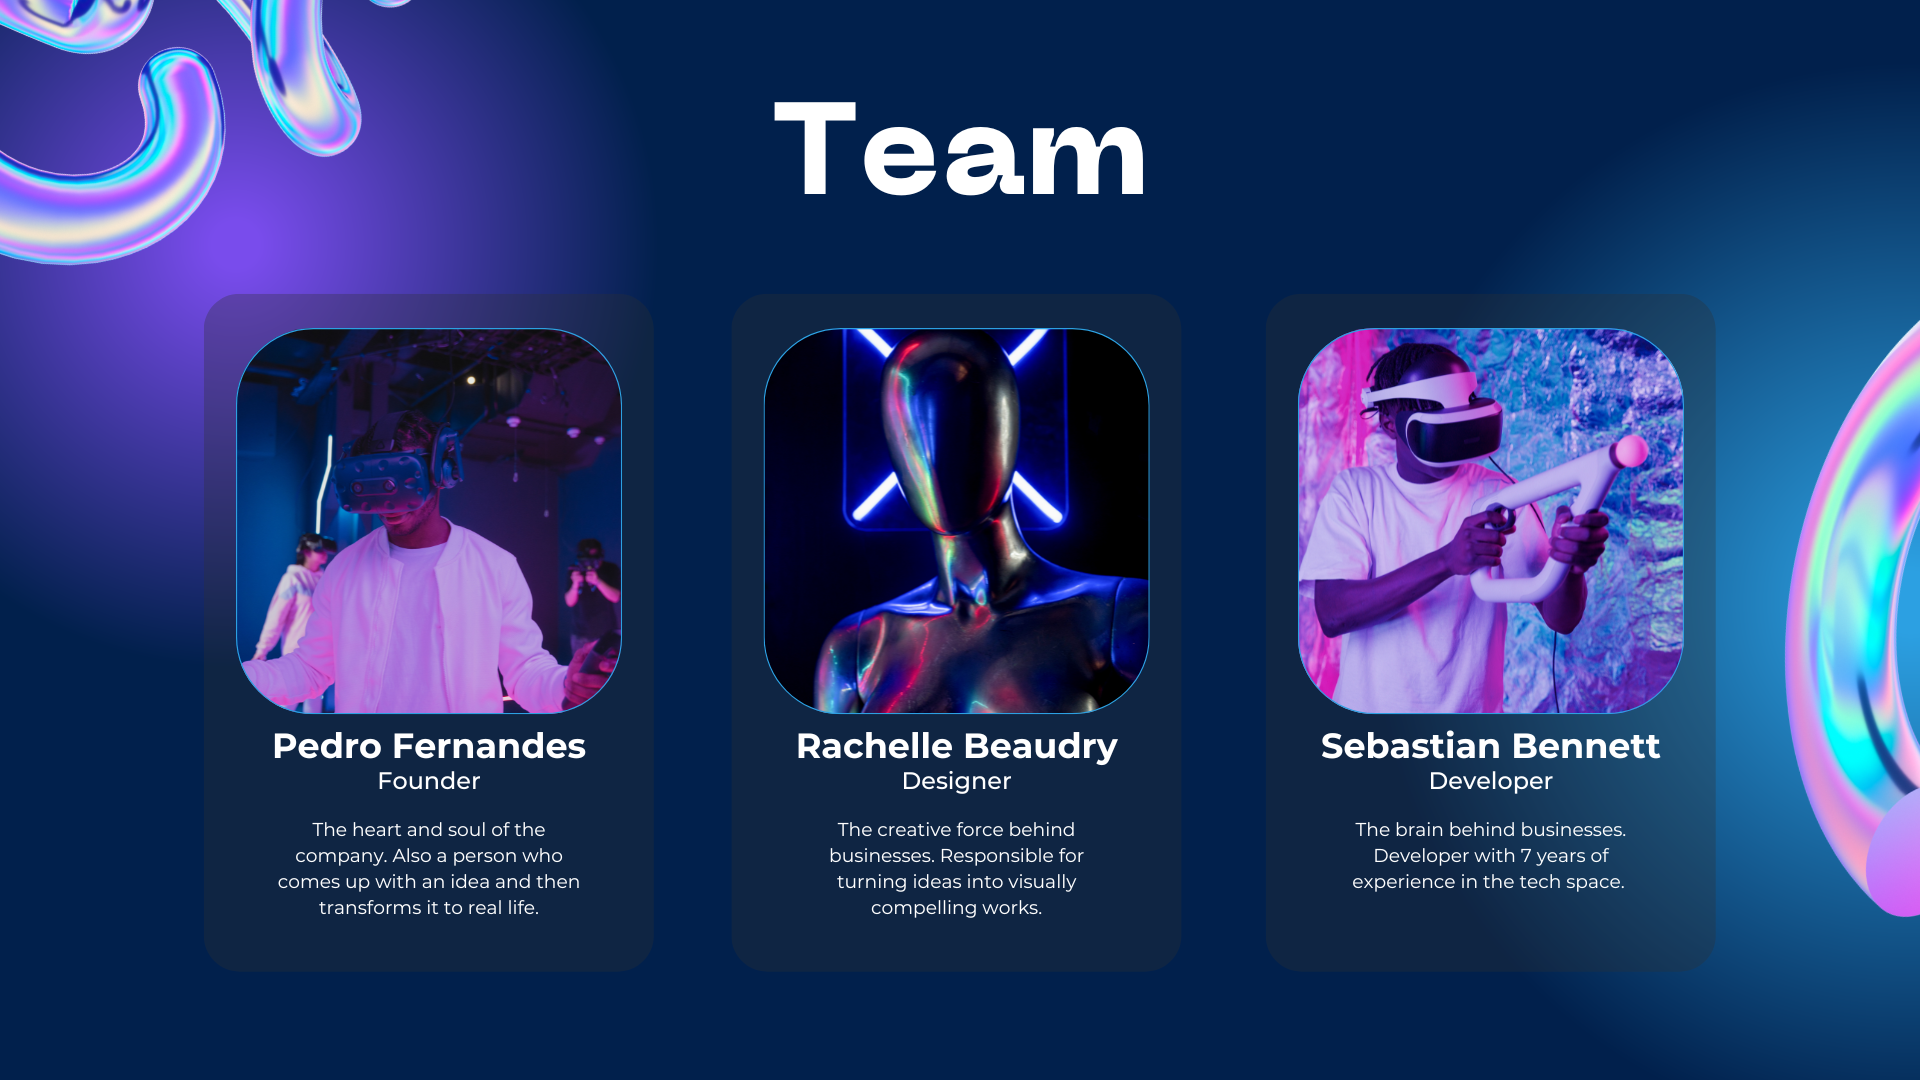 Team
Pedro Fernandes
Founder
The heart and soul of the
company. Also a person who
comes up with an idea and then
transforms it to real life.
Rachelle Beaudry
Designer
The creative force behind
businesses. Responsible for
turning ideas into visually
compelling works.
Sebastian Bennett
Developer
The brain behind businesses.
Developer with 7 years of
experience in the tech space.